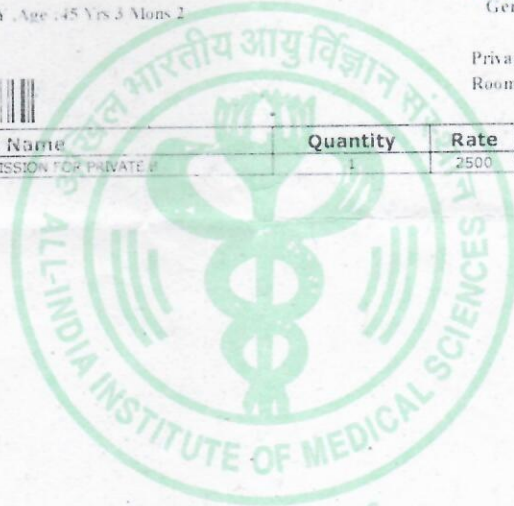 Age :45 Yrs 3 Mons 2
Ger
Priva
Room
Name Quantity Rate
ISSION FOR PRIVATE 1 2500
अखिल भारतीय आयुर्विज्ञान संस्थान
ALL-INDIA INSTITUTE OF MEDICAL SCIENCES